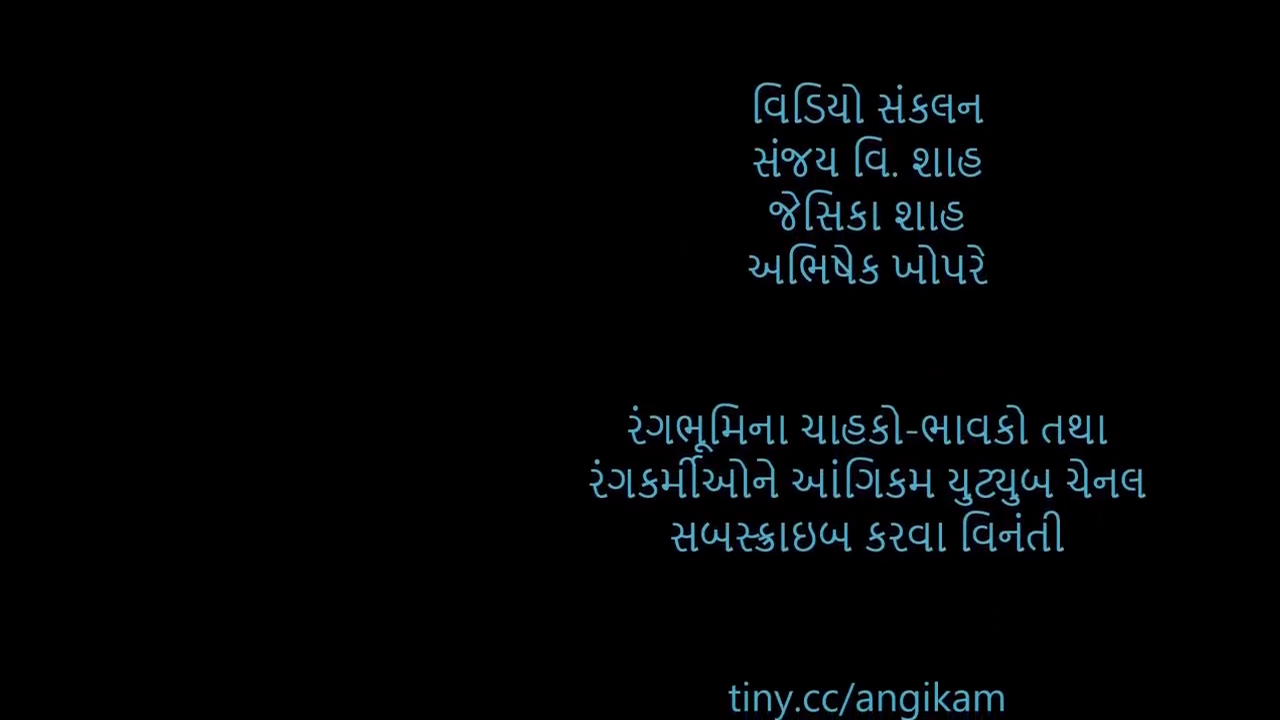 વિડિયો સંકલન
સંજય વિ. શાહ
જેસિકા શાહ
અભિષેક ખોપરે
રંગભૂમિના ચાહકો-ભાવકો તથા
રંગકર્મીઓને આંગિકમ યુટ્યુબ ચેનલ
સબસ્ક્રાઇબ કરવા વિનંતી
tiny.cc/angikam